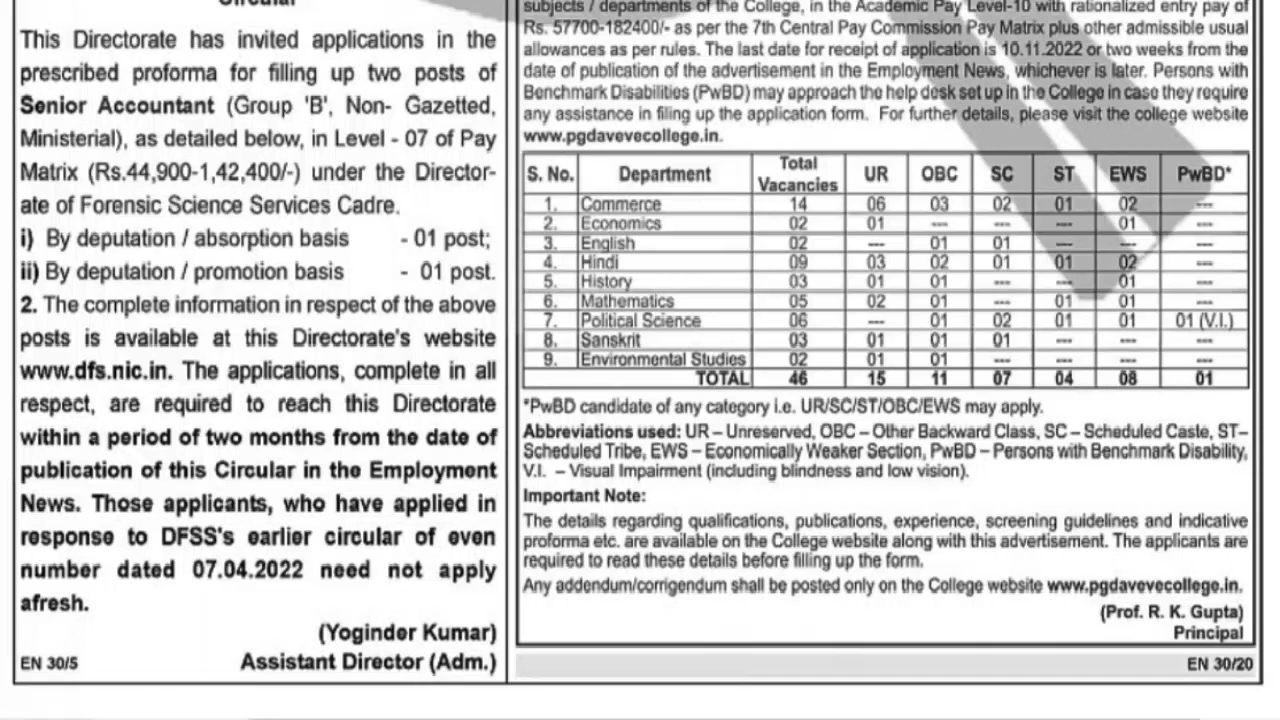 Circular
This Directorate has invited applications in the
prescribed proforma for filling up two posts of
Senior Accountant (Group 'B', Non- Gazetted,
Ministerial), as detailed below, in Level - 07 of Pay
Matrix (Rs.44,900-1,42,400/-) under the Director-
ate of Forensic Science Services Cadre.
i) By deputation / absorption basis - 01 post;
ii) By deputation / promotion basis - 01 post.
2. The complete information in respect of the above
posts is available at this Directorate's website
www.dfs.nic.in. The applications, complete in all
respect, are required to reach this Directorate
within a period of two months from the date of
publication of this Circular in the Employment
News. Those applicants, who have applied in
response to DFSS's earlier circular of even
number dated 07.04.2022 need not apply
afresh.
(Yoginder Kumar)
EN 30/5 Assistant Director (Adm.)
subjects / departments of the College, in the Academic Pay Level-10 with rationalized entry pay of
Rs. 57700-182400/- as per the 7th Central Pay Commission Pay Matrix plus other admissible usual
allowances as per rules. The last date for receipt of application is 10.11.2022 or two weeks from the
date of publication of the advertisement in the Employment News, whichever is later. Persons with
Benchmark Disabilities (PwBD) may approach the help desk set up in the College in case they require
any assistance in filling up the application form. For further details, please visit the college website
www.pgdavevecollege.in.
S. No. Department Total Vacancies UR OBC SC ST EWS PwBD*
1. Commerce 14 06 03 02 01 02 ---
2. Economics 02 01 --- --- --- 01 ---
3. English 02 --- 01 01 --- --- ---
4. Hindi 09 03 02 01 01 02 ---
5. History 03 01 01 --- --- 01 ---
6. Mathematics 05 02 01 --- 01 01 ---
7. Political Science 06 --- 01 02 01 01 01 (V.I.)
8. Sanskrit 03 01 01 01 --- --- ---
9. Environmental Studies 02 01 01 --- --- --- ---
TOTAL 46 15 11 07 04 08 01
*PwBD candidate of any category i.e. UR/SC/ST/OBC/EWS may apply.
Abbreviations used: UR – Unreserved, OBC – Other Backward Class, SC – Scheduled Caste, ST–
Scheduled Tribe, EWS – Economically Weaker Section, PwBD – Persons with Benchmark Disability,
V.I. – Visual Impairment (including blindness and low vision).
Important Note:
The details regarding qualifications, publications, experience, screening guidelines and indicative
proforma etc. are available on the College website along with this advertisement. The applicants are
required to read these details before filling up the form.
Any addendum/corrigendum shall be posted only on the College website www.pgdavevecollege.in.
(Prof. R. K. Gupta)
Principal
EN 30/20